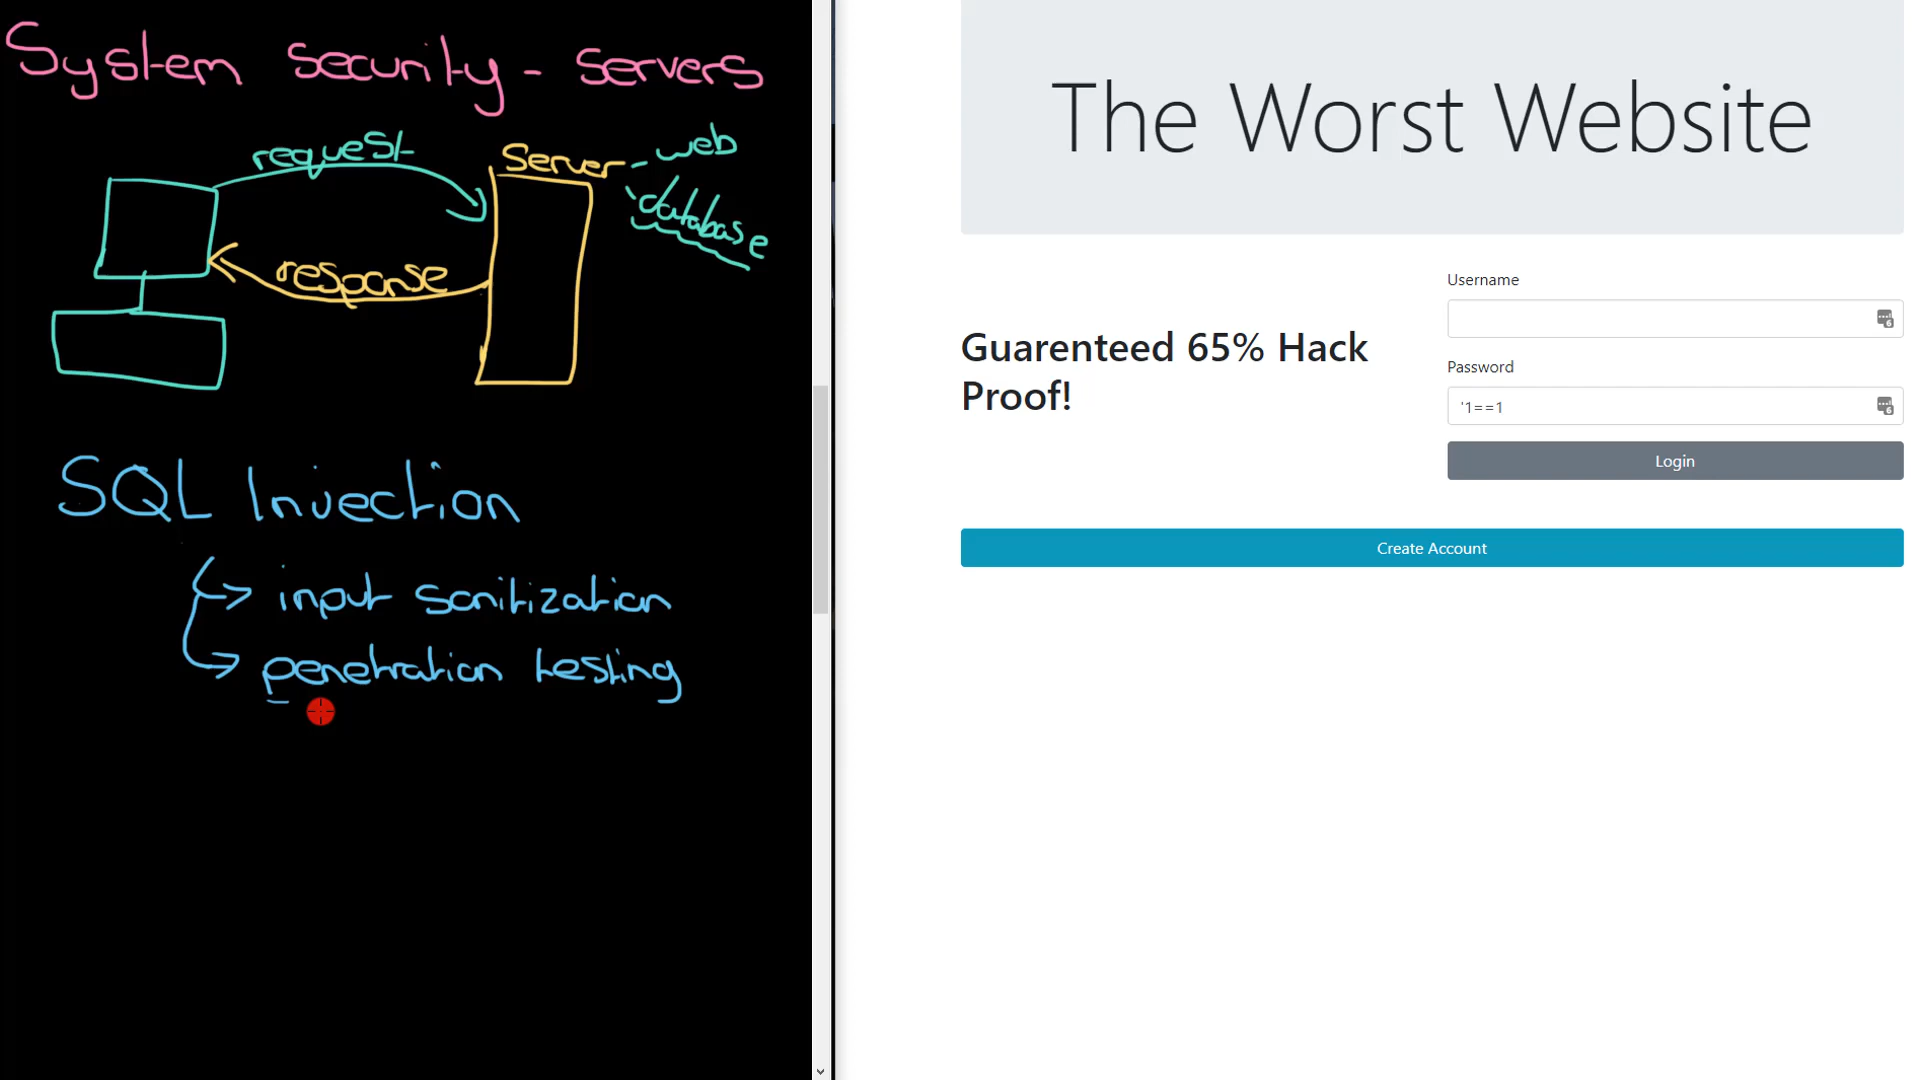 System security - servers
request
Server - web
database
response
SQL Injection
input sanitization
penetration testing
The Worst Website
Guarenteed 65% Hack
Proof!
Username
Password
'1==1
Login
Create Account